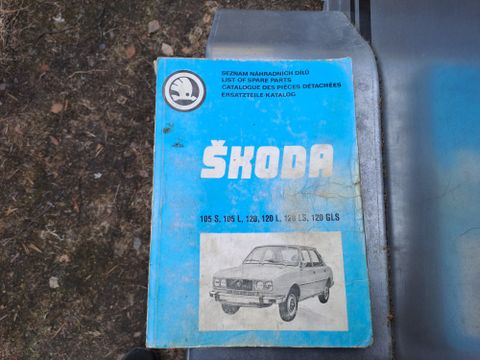 SEZNAM NÁHRADNÍCH DÍLŮ
LIST OF SPARE PARTS
CATALOGUE DES PIÈCES DÉTACHÉES
ERSATZTEILE-KATALOG
ŠKODA
105 S, 105 L, 120, 120 L, 120 LS, 120 GLS